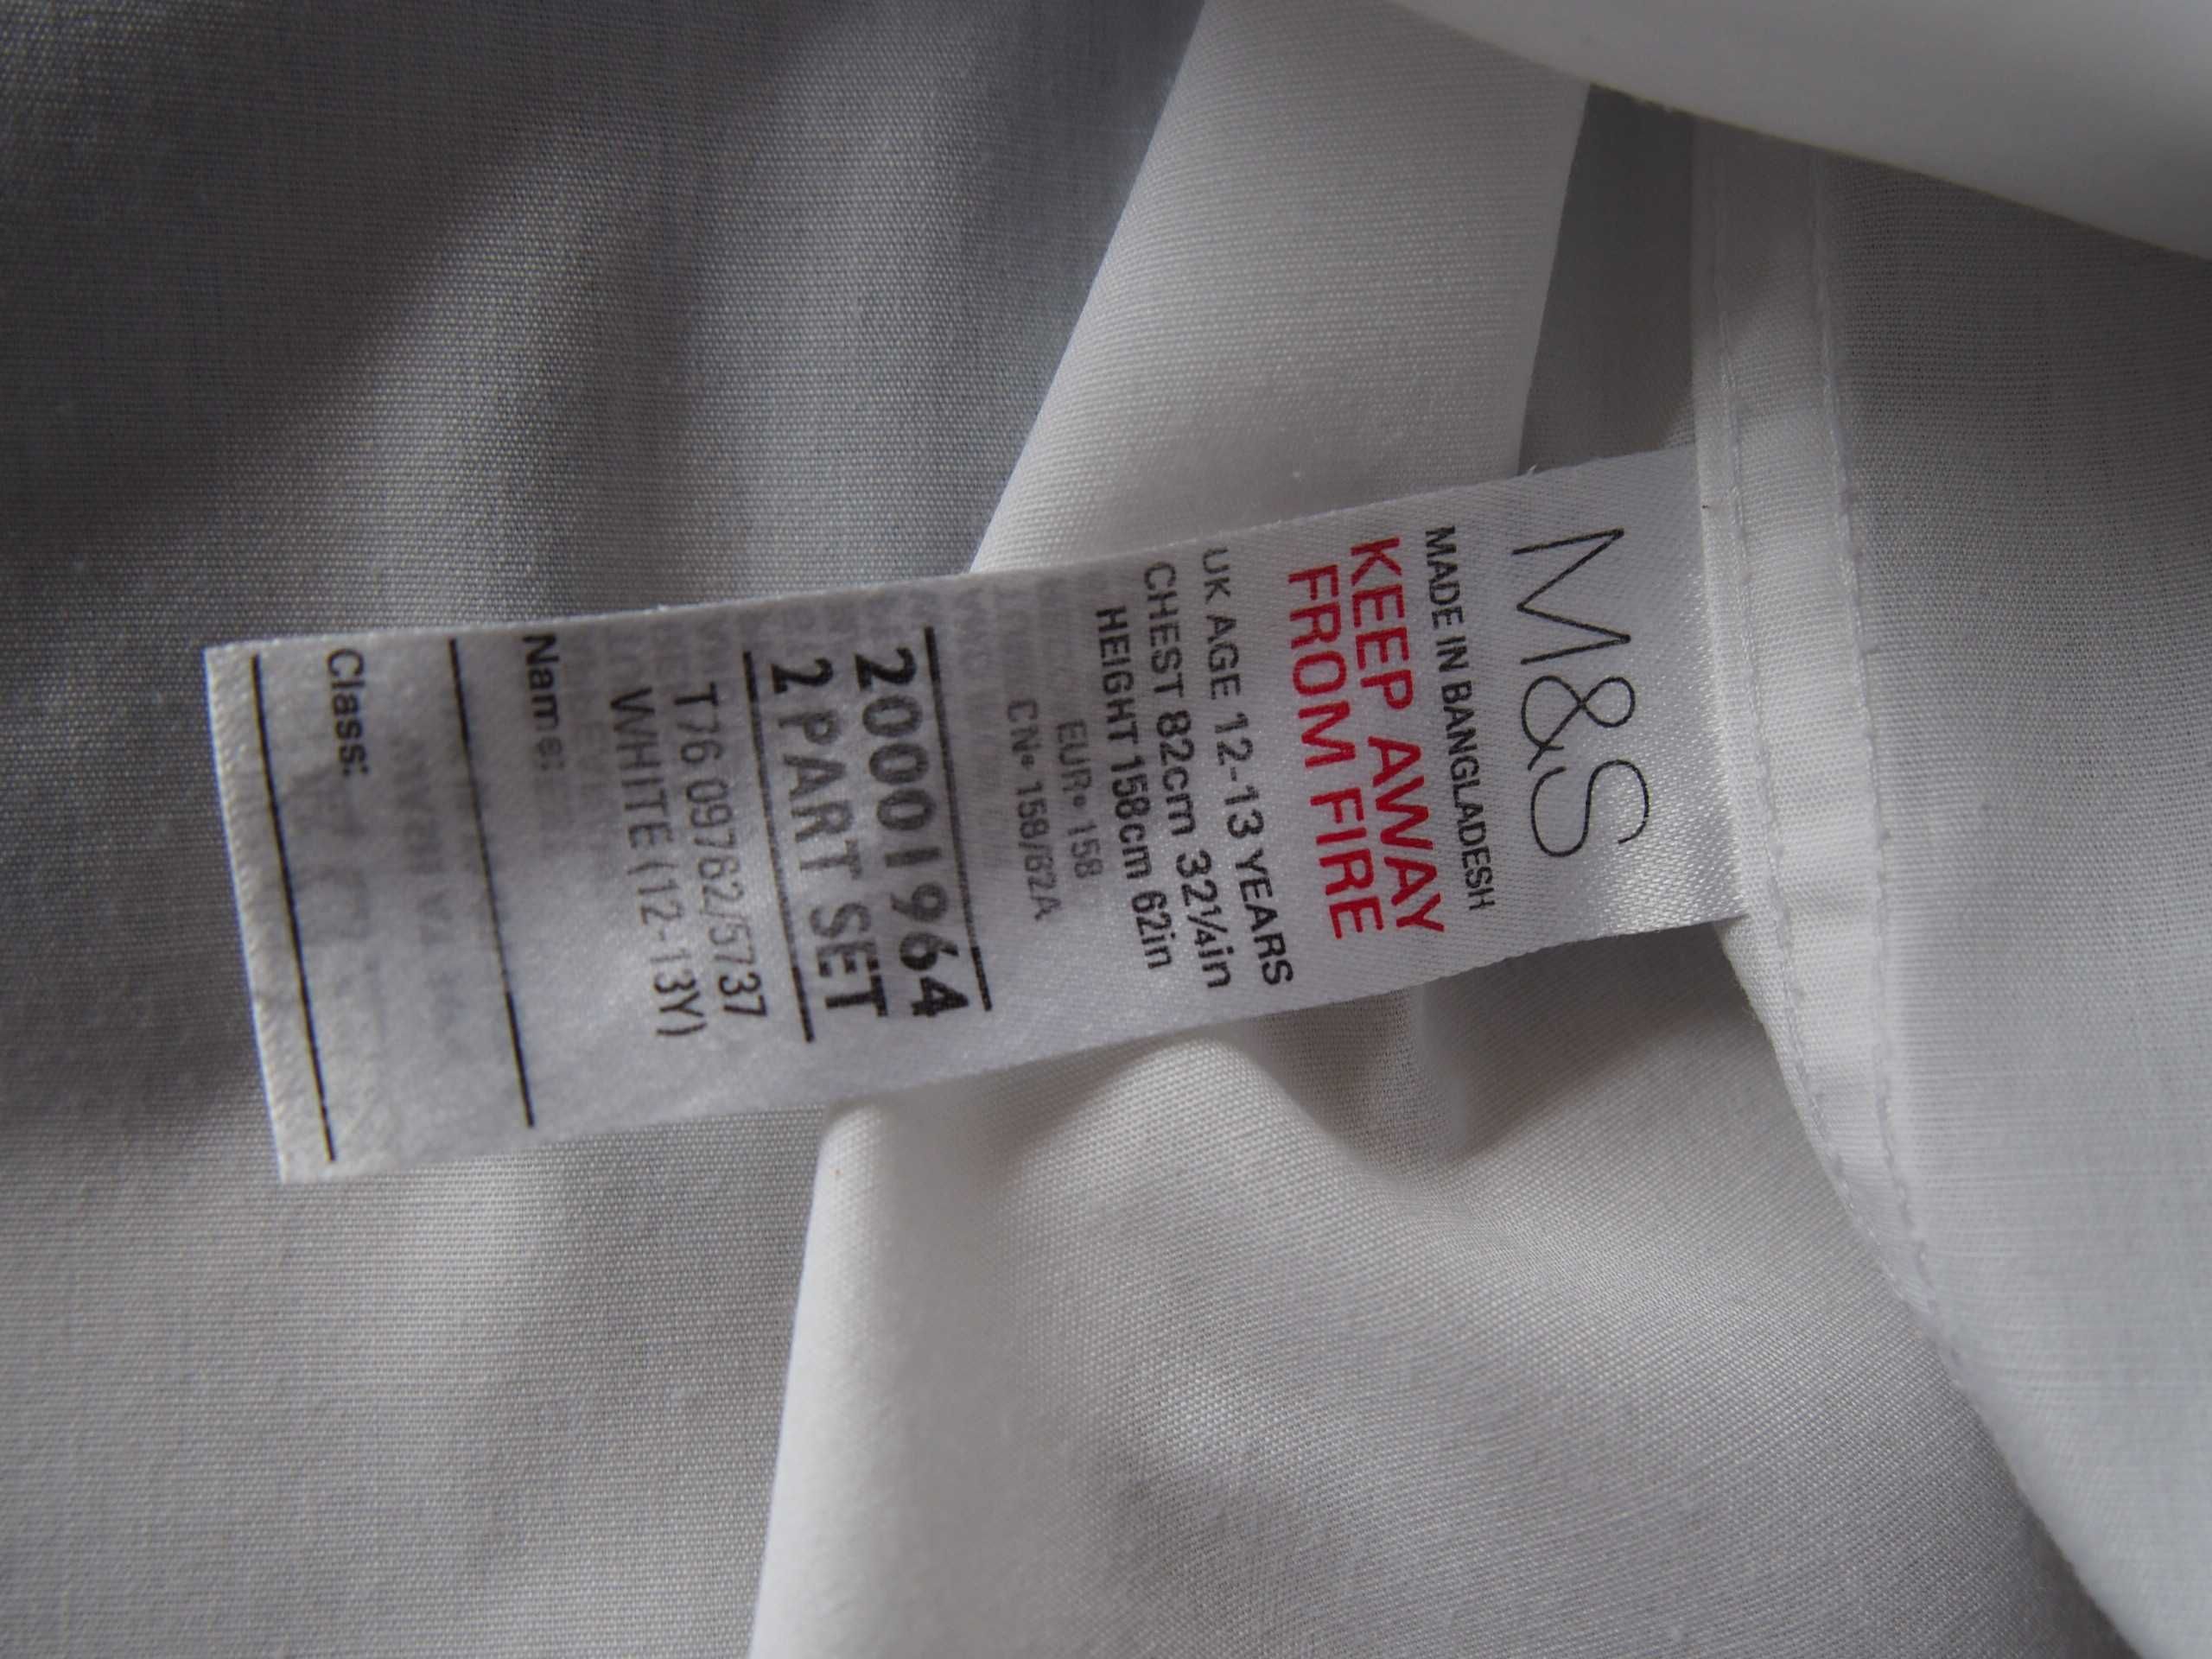 M&S
MADE IN BANGLADESH
KEEP AWAY
FROM FIRE
UK AGE 12-13 YEARS
CHEST 82cm 32¼in
HEIGHT 158cm 62in
EUR• 158
CN• 158/82A
20001964
2 PART SET
T76 09762/5737
WHITE (12-13Y)
Name:
Class: